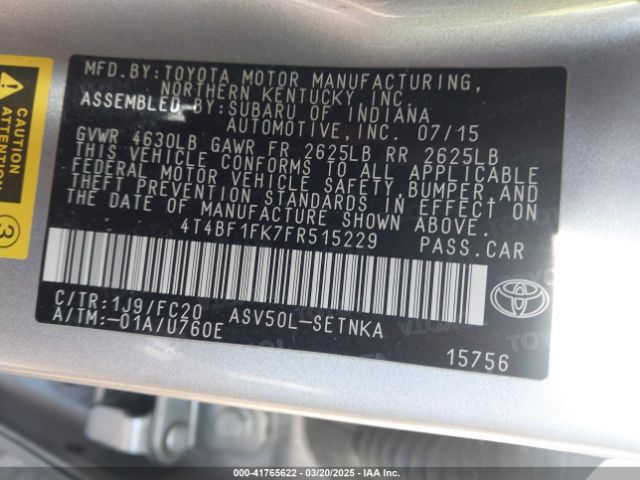 CAUTION
ATTENTION
3
MFD.BY:TOYOTA MOTOR MANUFACTURING,
NORTHERN KENTUCKY INC.
ASSEMBLED BY:SUBARU OF INDIANA
AUTOMOTIVE,INC. 07/15
GVWR 4630LB GAWR FR 2625LB RR 2625LB
THIS VEHICLE CONFORMS TO ALL APPLICABLE
FEDERAL MOTOR VEHICLE SAFETY,BUMPER,AND
THEFT PREVENTION STANDARDS IN EFFECT ON
THE DATE OF MANUFACTURE SHOWN ABOVE.
4T4BF1FK7FR515229 PASS.CAR
C/TR:1J9/FC20 ASV50L-SETNKA
A/TM:-01A/U760E
TOYOTA
15756
000-41765622 — 03/20/2025 — IAA Inc.